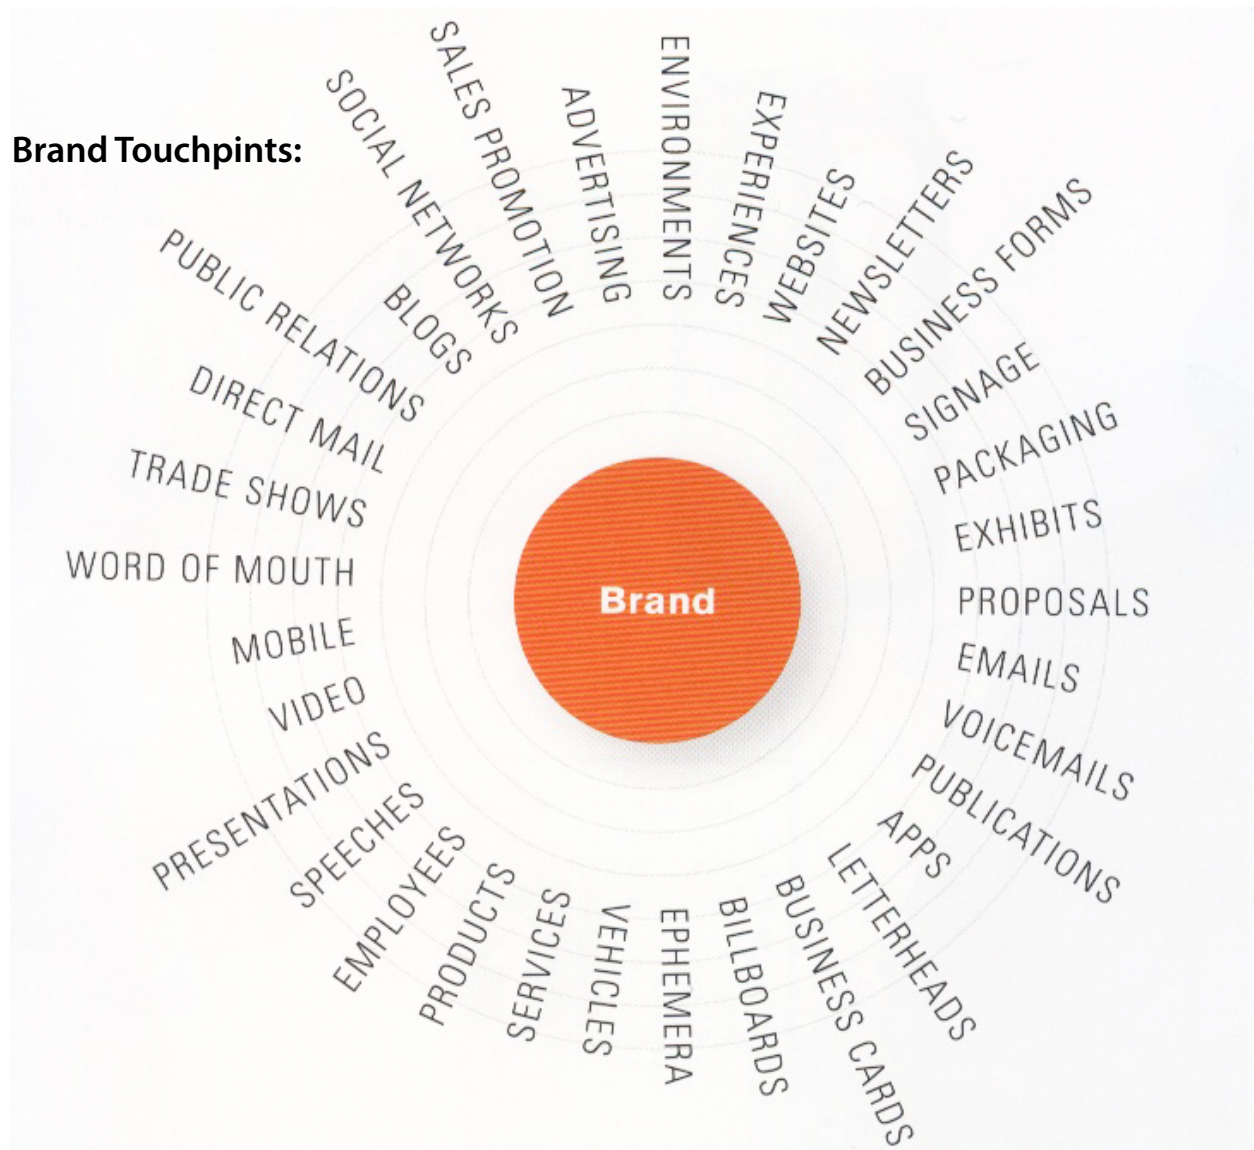 Brand Touchpints:
ENVIRONMENTS
EXPERIENCES
WEBSITES
NEWSLETTERS
BUSINESS FORMS
SIGNAGE
PACKAGING
EXHIBITS
PROPOSALS
EMAILS
VOICEMAILS
PUBLICATIONS
APPS
LETTERHEADS
BUSINESS CARDS
BILLBOARDS
EPHEMERA
VEHICLES
SERVICES
PRODUCTS
EMPLOYEES
SPEECHES
PRESENTATIONS
VIDEO
MOBILE
WORD OF MOUTH
TRADE SHOWS
DIRECT MAIL
PUBLIC RELATIONS
BLOGS
SOCIAL NETWORKS
SALES PROMOTION
ADVERTISING
Brand